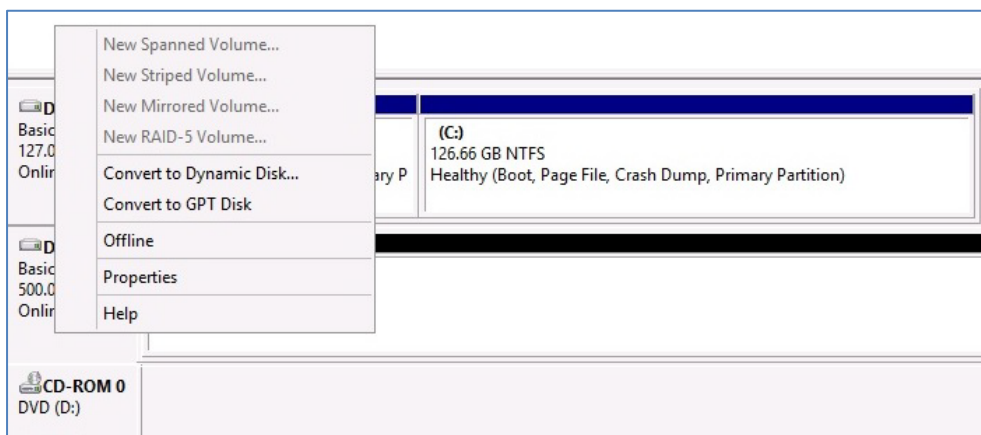 New Spanned Volume...
New Striped Volume...
New Mirrored Volume...
New RAID-5 Volume...
Convert to Dynamic Disk...
Convert to GPT Disk
Offline
Properties
Help
D
Basic
127.0
Onlin
ary P
(C:)
126.66 GB NTFS
Healthy (Boot, Page File, Crash Dump, Primary Partition)
D
Basic
500.0
Onlin
CD-ROM 0
DVD (D:)